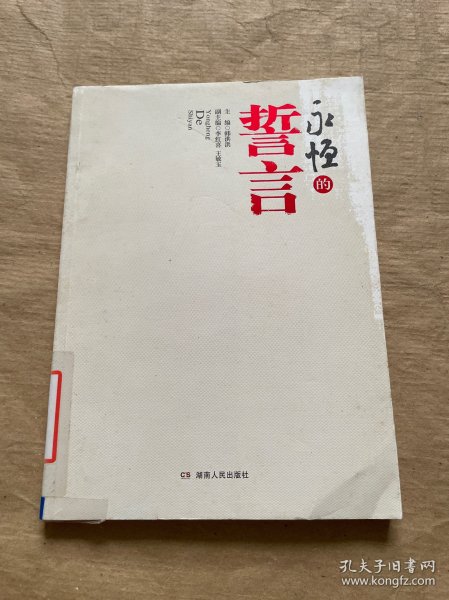 永恒
的
誓言
主 编◎韩洪洪
副主编◎李红喜 王毓玉
Yongheng
De
Shiyan
CS 湖南人民出版社
孔夫子旧书网
www.kongfz.com